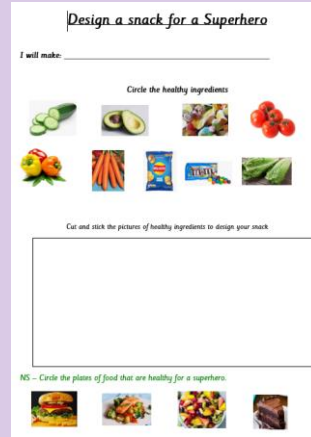 Design a snack for a Superhero
I will make:
Circle the healthy ingredients
Cut and stick the pictures of healthy ingredients to design your snack
NS – Circle the plates of food that are healthy for a superhero.